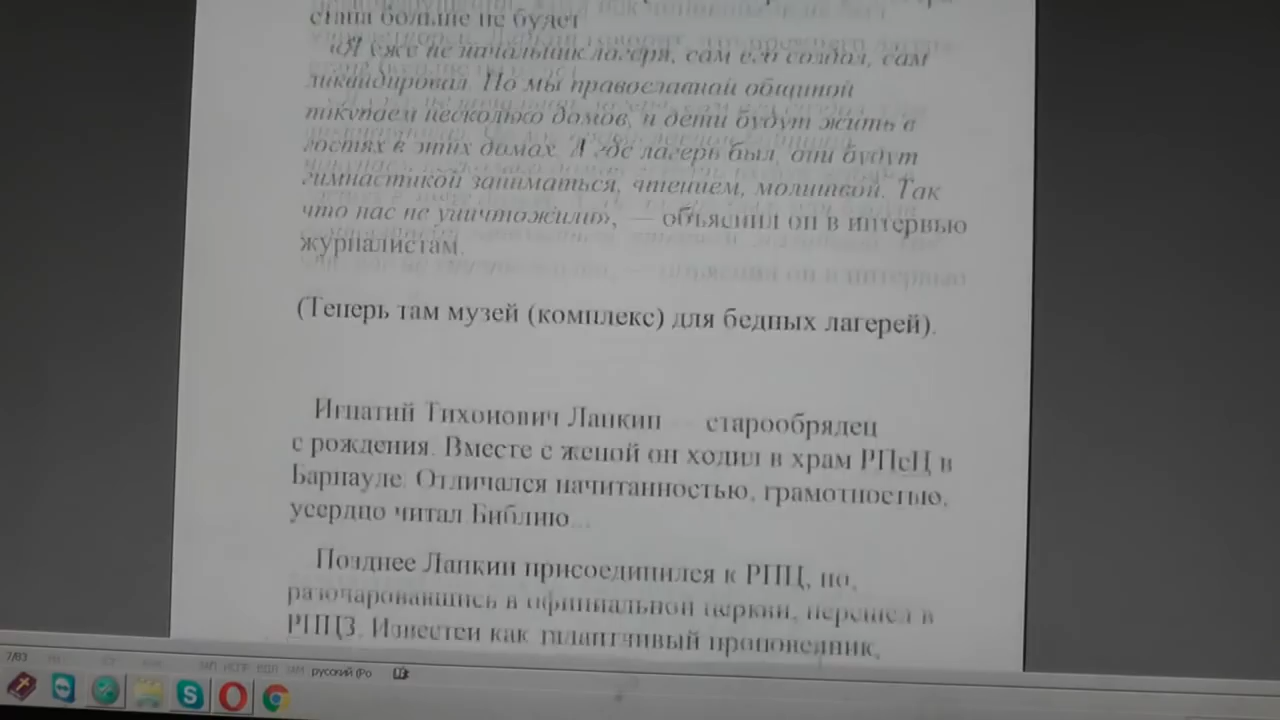 стана больше не будет
«Я уже не начальник лагеря, сам его создал, сам
ликвидировал. Но мы православной общиной
покупаем несколько домов, и дети будут жить в
гостях в этих домах. А где лагерь был, они будут
гимнастикой заниматься, чтением, молитвой. Так
что нас не уничтожили», — объяснил он в интервью
журналистам.
(Теперь там музей (комплекс) для бедных лагерей).
Игнатий Тихонович Лапкин — старообрядец
с рождения. Вместе с женой он ходил в храм РПсЦ в
Барнауле. Отличался начитанностью, грамотностью,
усердно читал Библию...
Позднее Лапкин присоединился к РПЦ, но,
разочаровавшись в официальной церкви, перешел в
РПЦЗ. Известен как талантливый проповедник,
7/83 русский (Ро